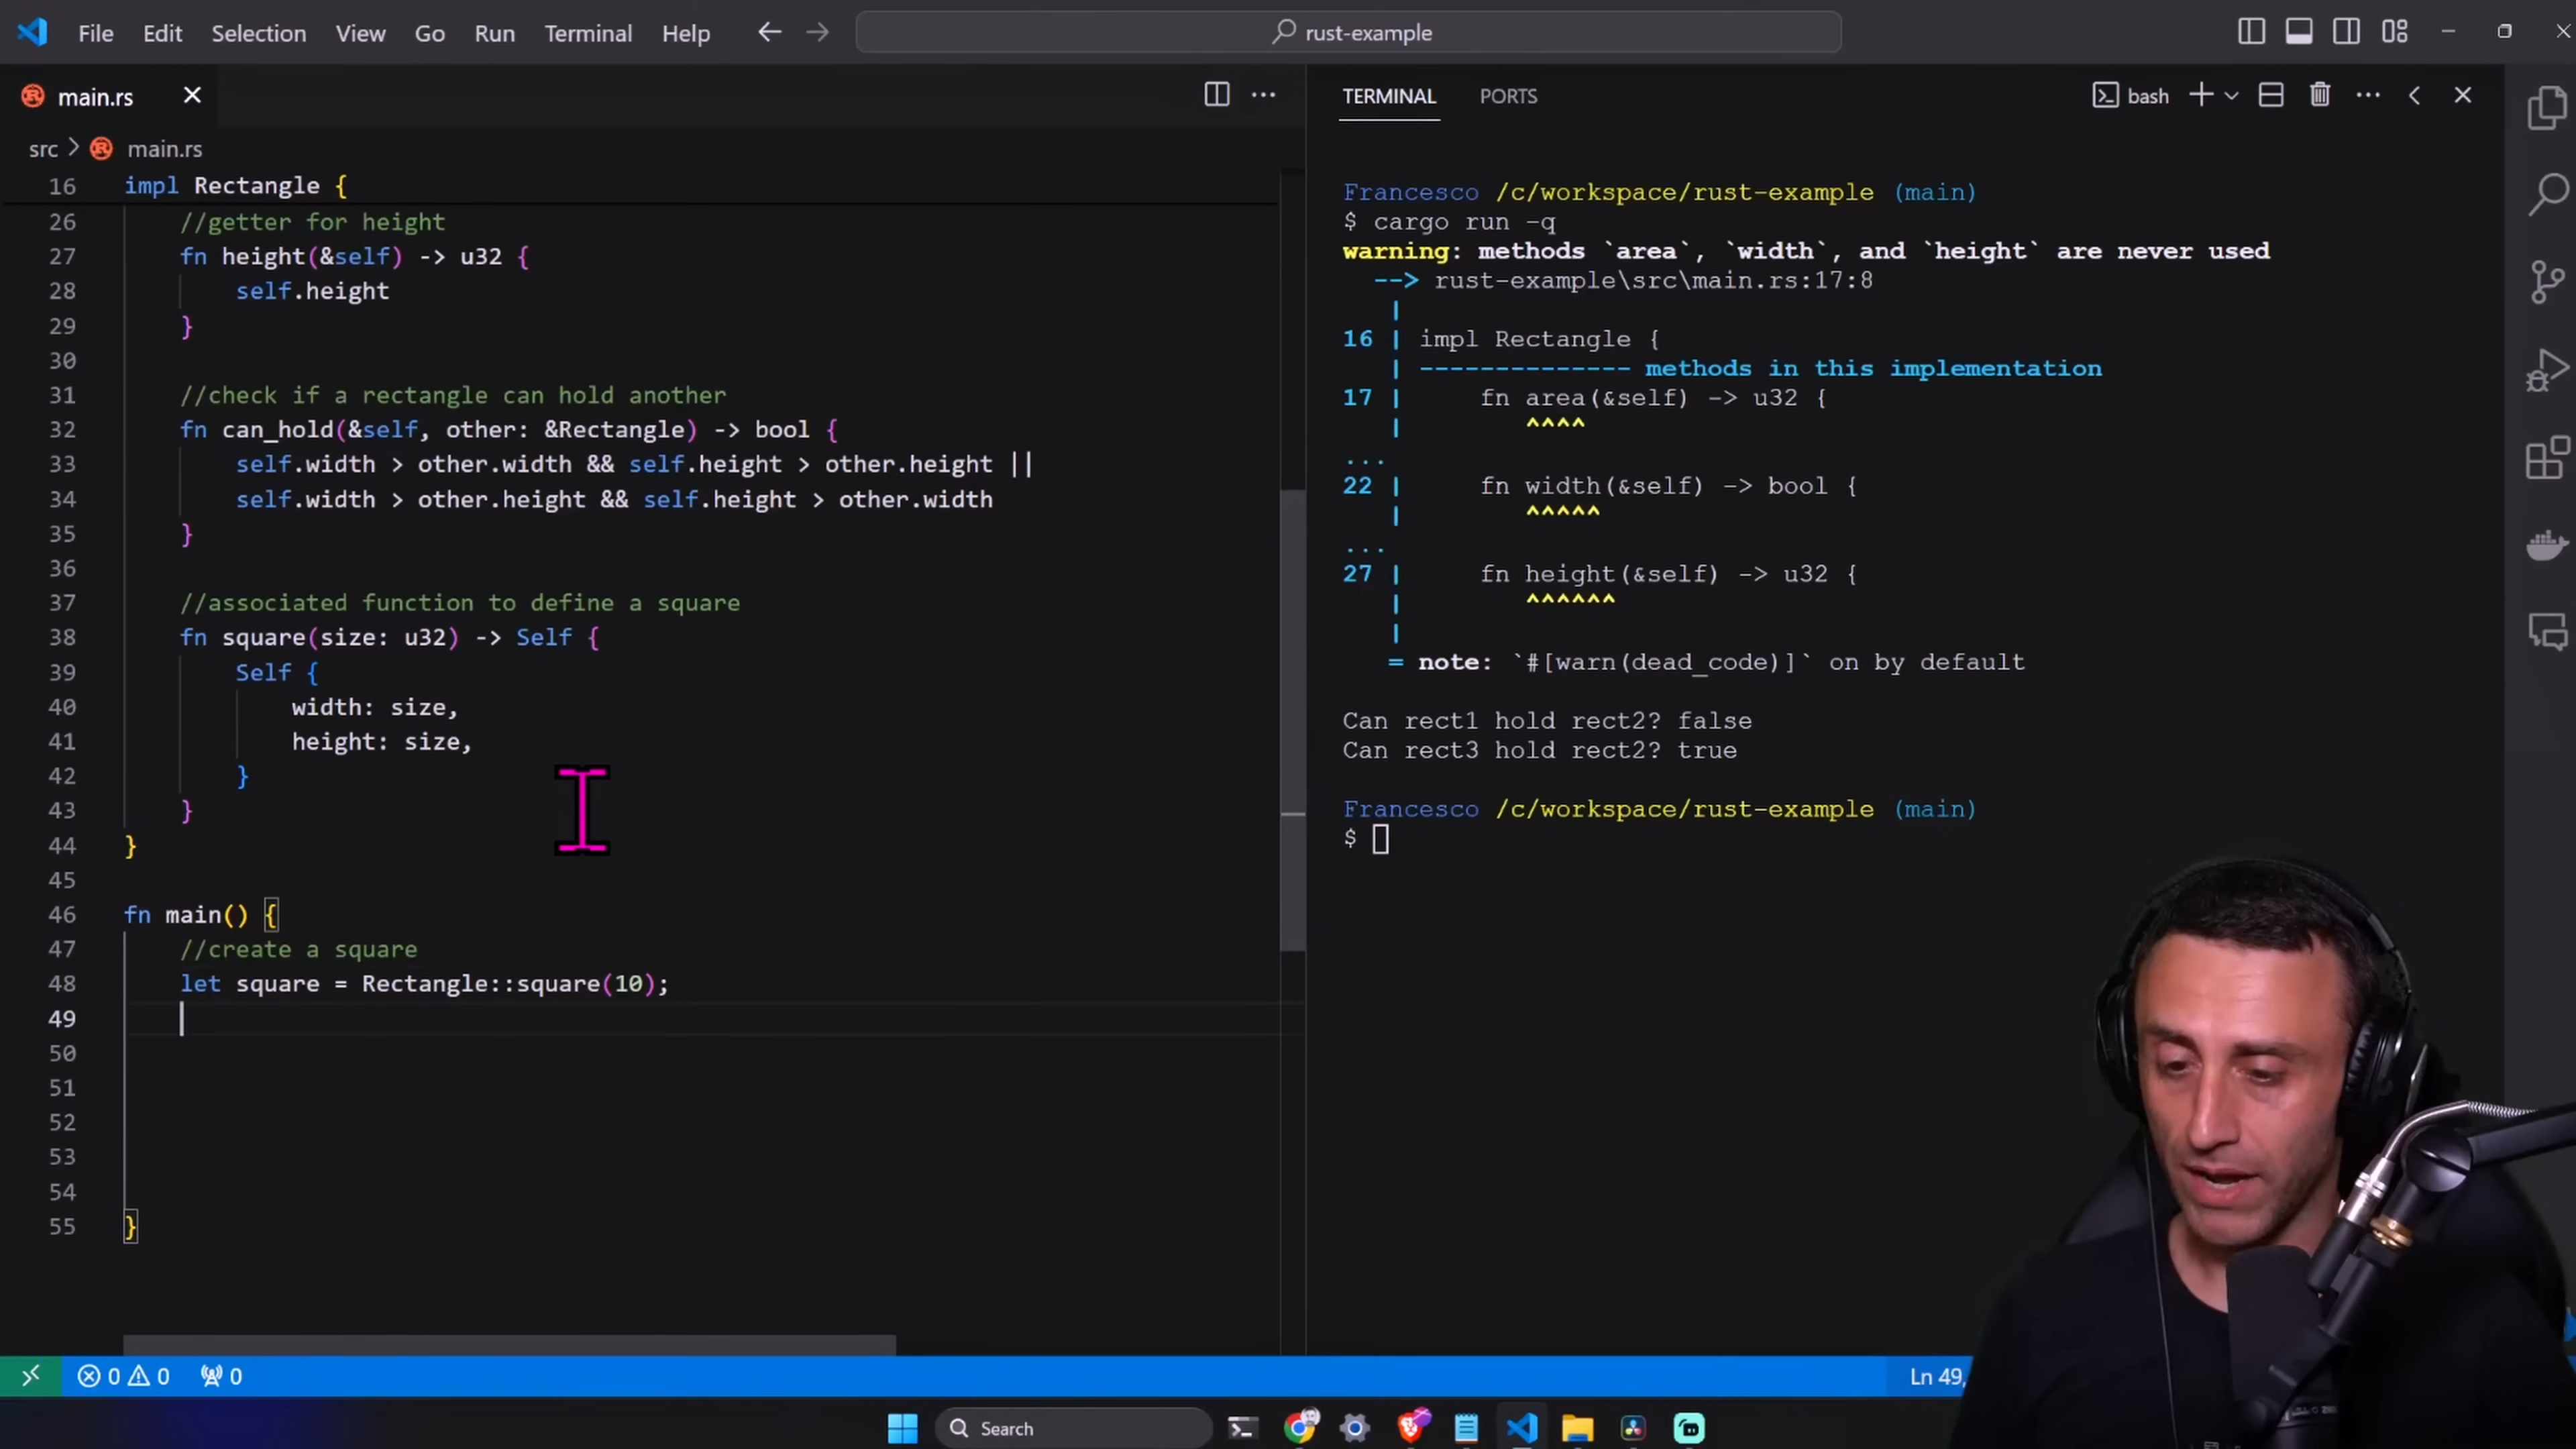 File Edit Selection View Go Run Terminal Help
rust-example
main.rs
TERMINAL PORTS
bash
src > main.rs
16 impl Rectangle {
26 //getter for height
27 fn height(&self) -> u32 {
28 self.height
29 }
30
31 //check if a rectangle can hold another
32 fn can_hold(&self, other: &Rectangle) -> bool {
33 self.width > other.width && self.height > other.height ||
34 self.width > other.height && self.height > other.width
35 }
36
37 //associated function to define a square
38 fn square(size: u32) -> Self {
39 Self {
40 width: size,
41 height: size,
42 }
43 }
44 }
45
46 fn main() {
47 //create a square
48 let square = Rectangle::square(10);
49
50
51
52
53
54
55 }
Francesco /c/workspace/rust-example (main)
$ cargo run -q
warning: methods `area`, `width`, and `height` are never used
--> rust-example\src\main.rs:17:8
|
16 | impl Rectangle {
| -------------- methods in this implementation
17 | fn area(&self) -> u32 {
| ^^^^
...
22 | fn width(&self) -> bool {
| ^^^^^
...
27 | fn height(&self) -> u32 {
| ^^^^^^
|
= note: `#[warn(dead_code)]` on by default
Can rect1 hold rect2? false
Can rect3 hold rect2? true
Francesco /c/workspace/rust-example (main)
$
0 0 0
Ln 49,
Search